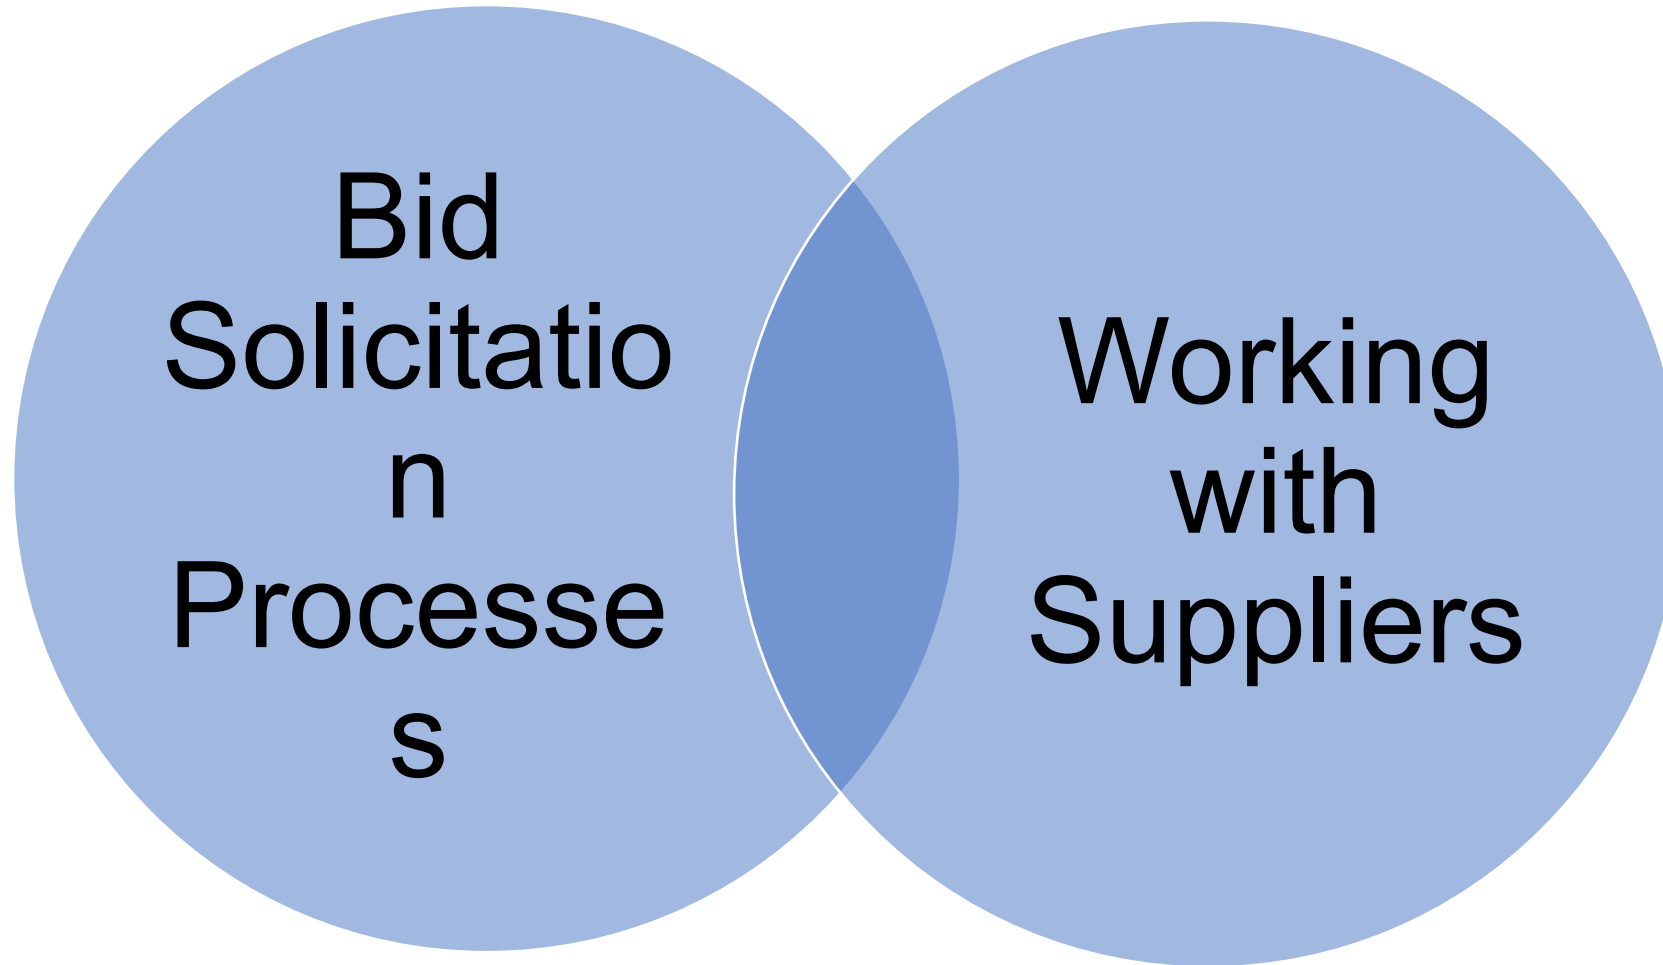 Bid
Solicitatio
n
Processe
s
Working
with
Suppliers